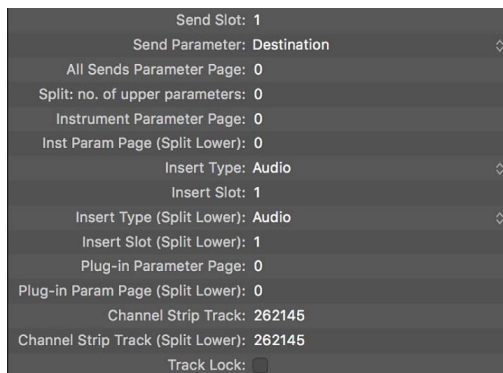 Send Slot: 1
Send Parameter: Destination
All Sends Parameter Page: 0
Split: no. of upper parameters: 0
Instrument Parameter Page: 0
Inst Param Page (Split Lower): 0
Insert Type: Audio
Insert Slot: 1
Insert Type (Split Lower): Audio
Insert Slot (Split Lower): 1
Plug-in Parameter Page: 0
Plug-in Param Page (Split Lower): 0
Channel Strip Track: 262145
Channel Strip Track (Split Lower): 262145
Track Lock: